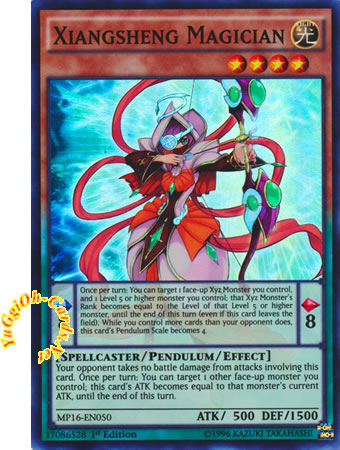 XIANGSHENG MAGICIAN
LIGHT
光
Once per turn: You can target 1 face-up Xyz Monster you control,
and 1 Level 5 or higher monster you control; that Xyz Monster's
Rank becomes equal to the Level of that Level 5 or higher
monster, until the end of this turn (even if this card leaves the
field). While you control more cards than your opponent does,
this card's Pendulum Scale becomes 4.
8
[SPELLCASTER/PENDULUM/EFFECT]
Your opponent takes no battle damage from attacks involving this
card. Once per turn: You can target 1 other face-up monster you
control; this card's ATK becomes equal to that monster's current
ATK, until the end of this turn.
MP16-EN050
ATK/ 500 DEF/1500
17086528
1st Edition
©1996 KAZUKI TAKAHASHI
YuGgiOh-Cards.Net